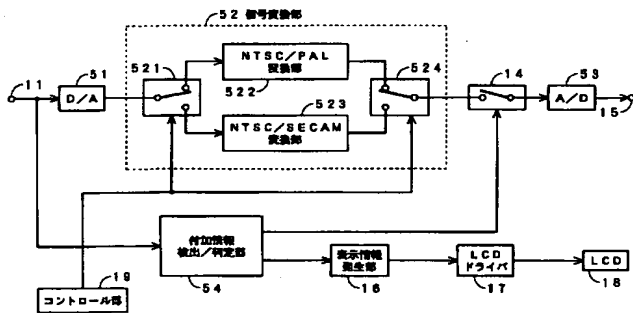 52 信号変換部
11
51
D/A
521
NTSC/PAL
変換部
522
524
523
NTSC/SECAM
変換部
14
53
A/D
15
付加情報
検出/判定部
54
表示情報
発生部
16
LCD
ドライバ
17
LCD
18
19
コントロール部